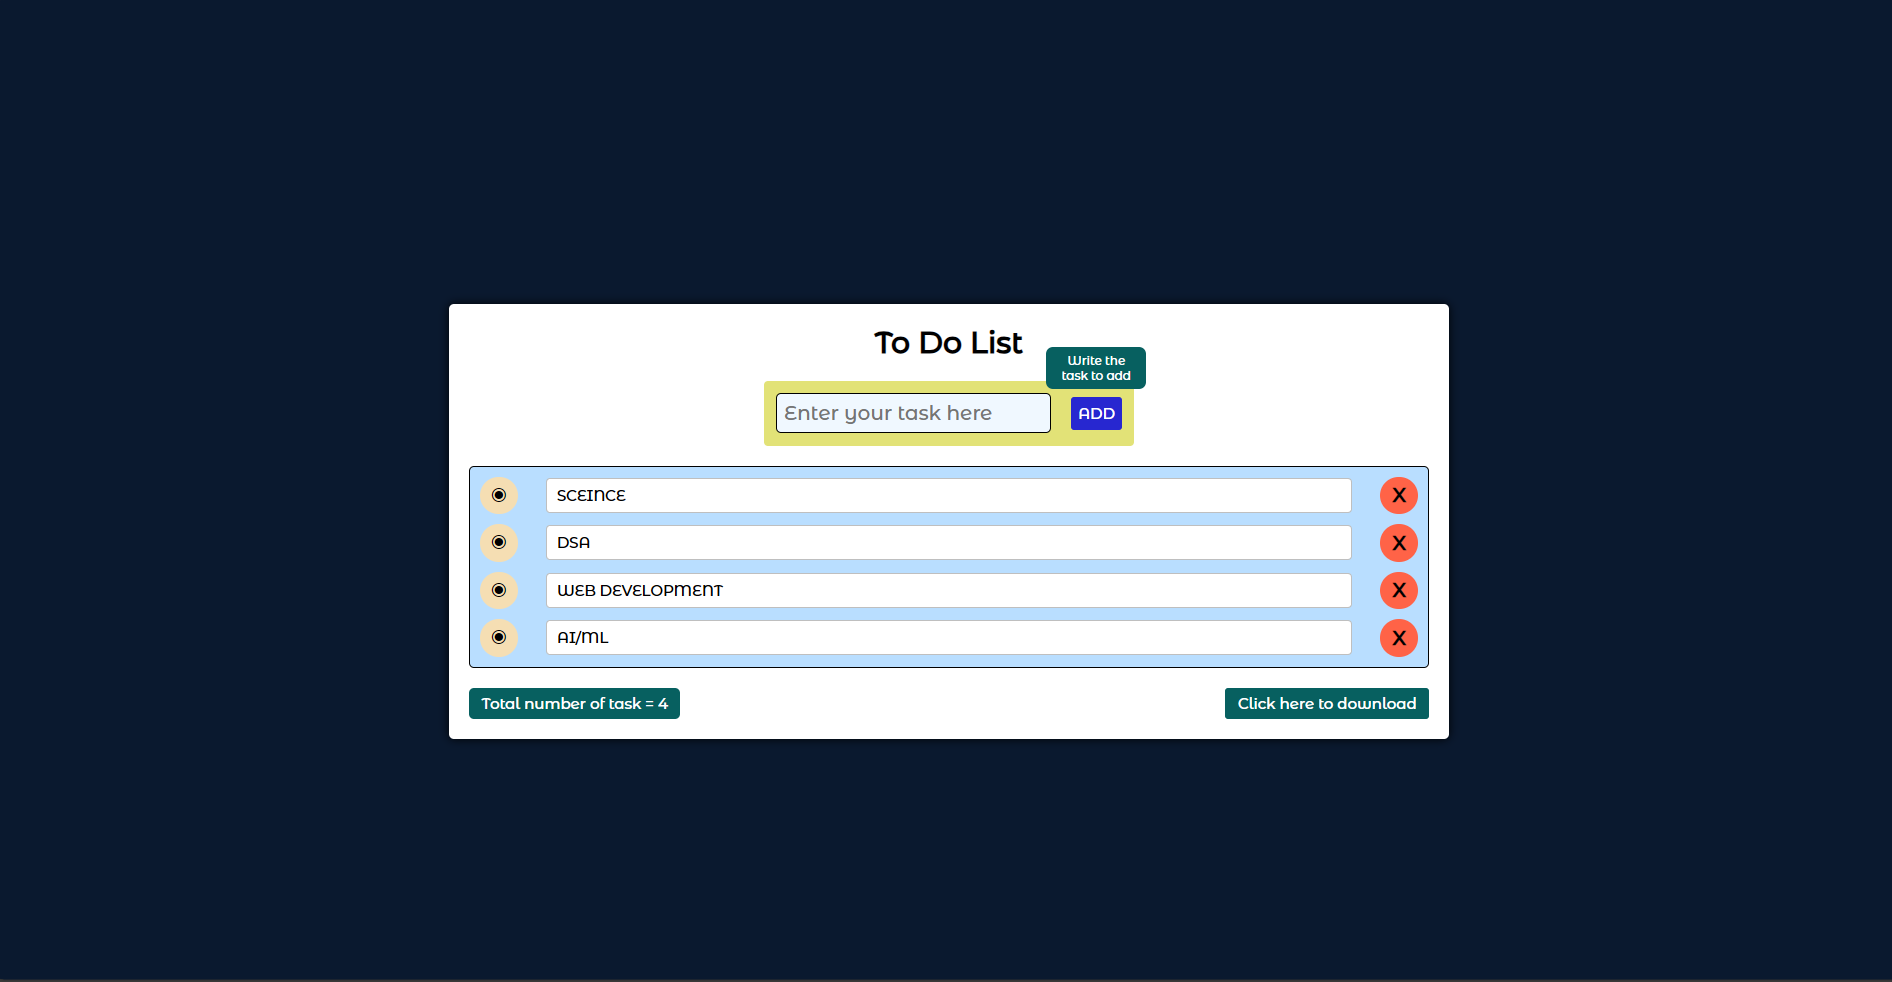 To Do List
Write the
task to add
Enter your task here
ADD
SCEINCE
X
DSA
X
WEB DEVELOPMENT
X
AI/ML
X
Total number of task = 4
Click here to download